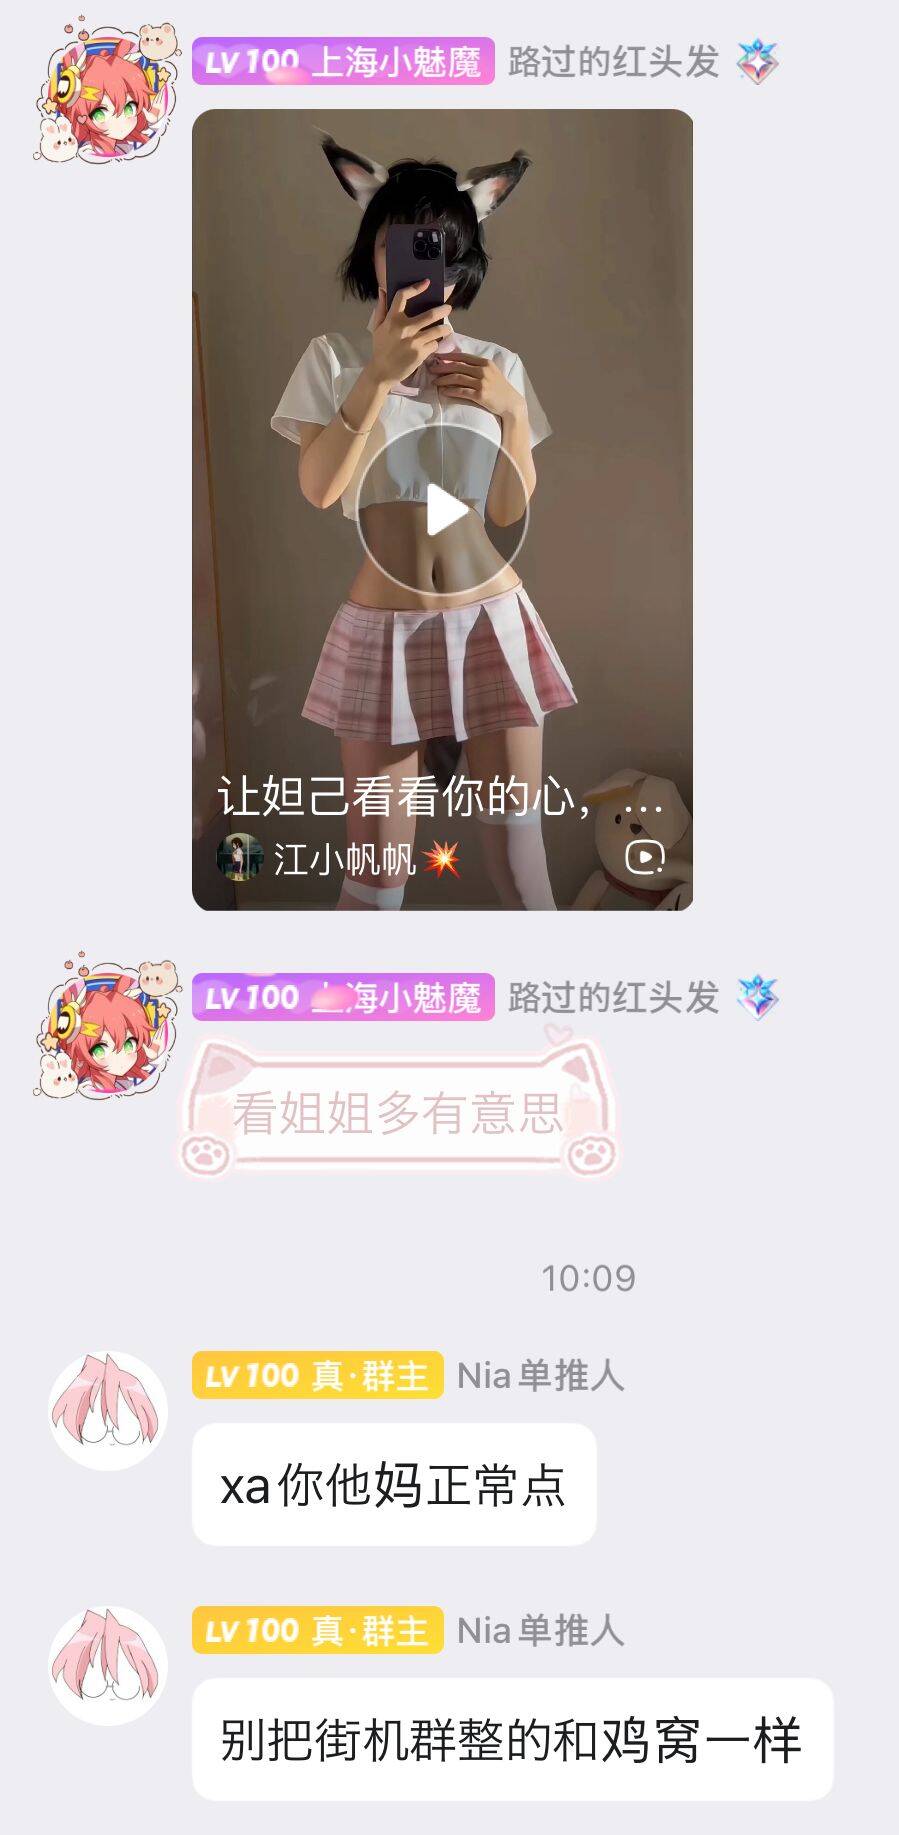 LV 100 上海小魅魔 路过的红头发
让妲己看看你的心，...
江小帆帆💥
LV 100 上海小魅魔 路过的红头发
看姐姐多有意思
10:09
LV 100 真·群主 Nia单推人
xa你他妈正常点
LV 100 真·群主 Nia单推人
别把街机群整的和鸡窝一样